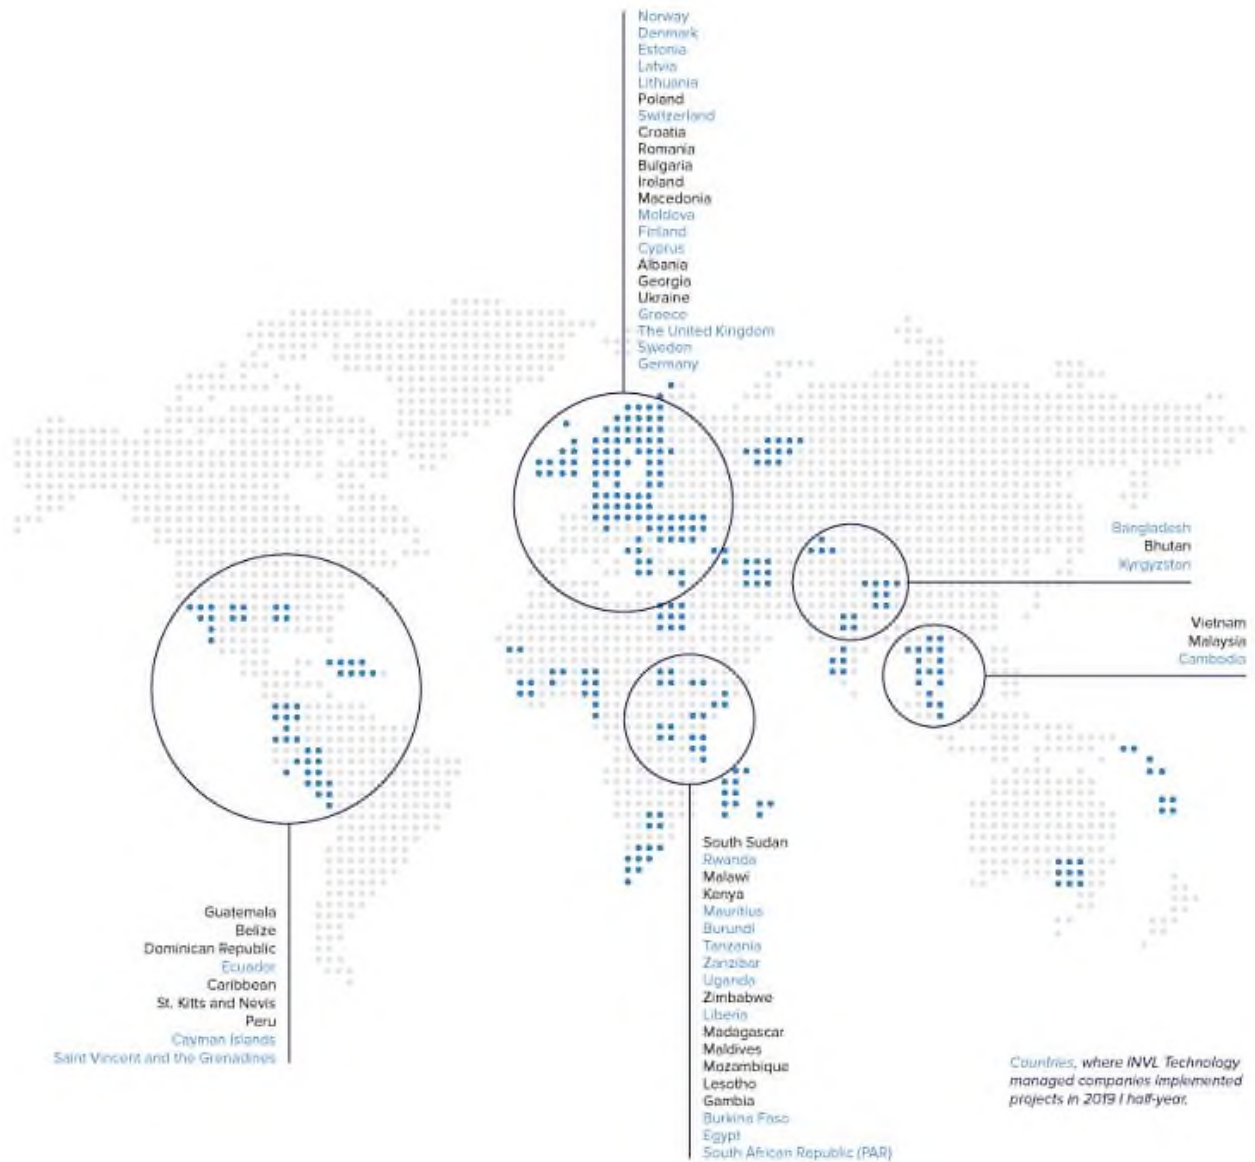 Norway
Denmark
Estonia
Latvia
Lithuania
Poland
Switzerland
Croatia
Romania
Bulgaria
Ireland
Macedonia
Moldova
Finland
Cyprus
Albania
Georgia
Ukraine
Greece
The United Kingdom
Sweden
Germany
Bangladesh
Bhutan
Kyrgyzstan
Vietnam
Malaysia
Cambodia
South Sudan
Rwanda
Malawi
Kenya
Mauritius
Burundi
Tanzania
Zanzibar
Uganda
Zimbabwe
Liberia
Madagascar
Maldives
Mozambique
Lesotho
Gambia
Burkina Faso
Egypt
South African Republic (PAR)
Guatemala
Belize
Dominican Republic
Ecuador
Caribbean
St. Kitts and Nevis
Peru
Cayman Islands
Saint Vincent and the Grenadines
Countries, where INVL Technology
managed companies implemented
projects in 2019 I half-year.